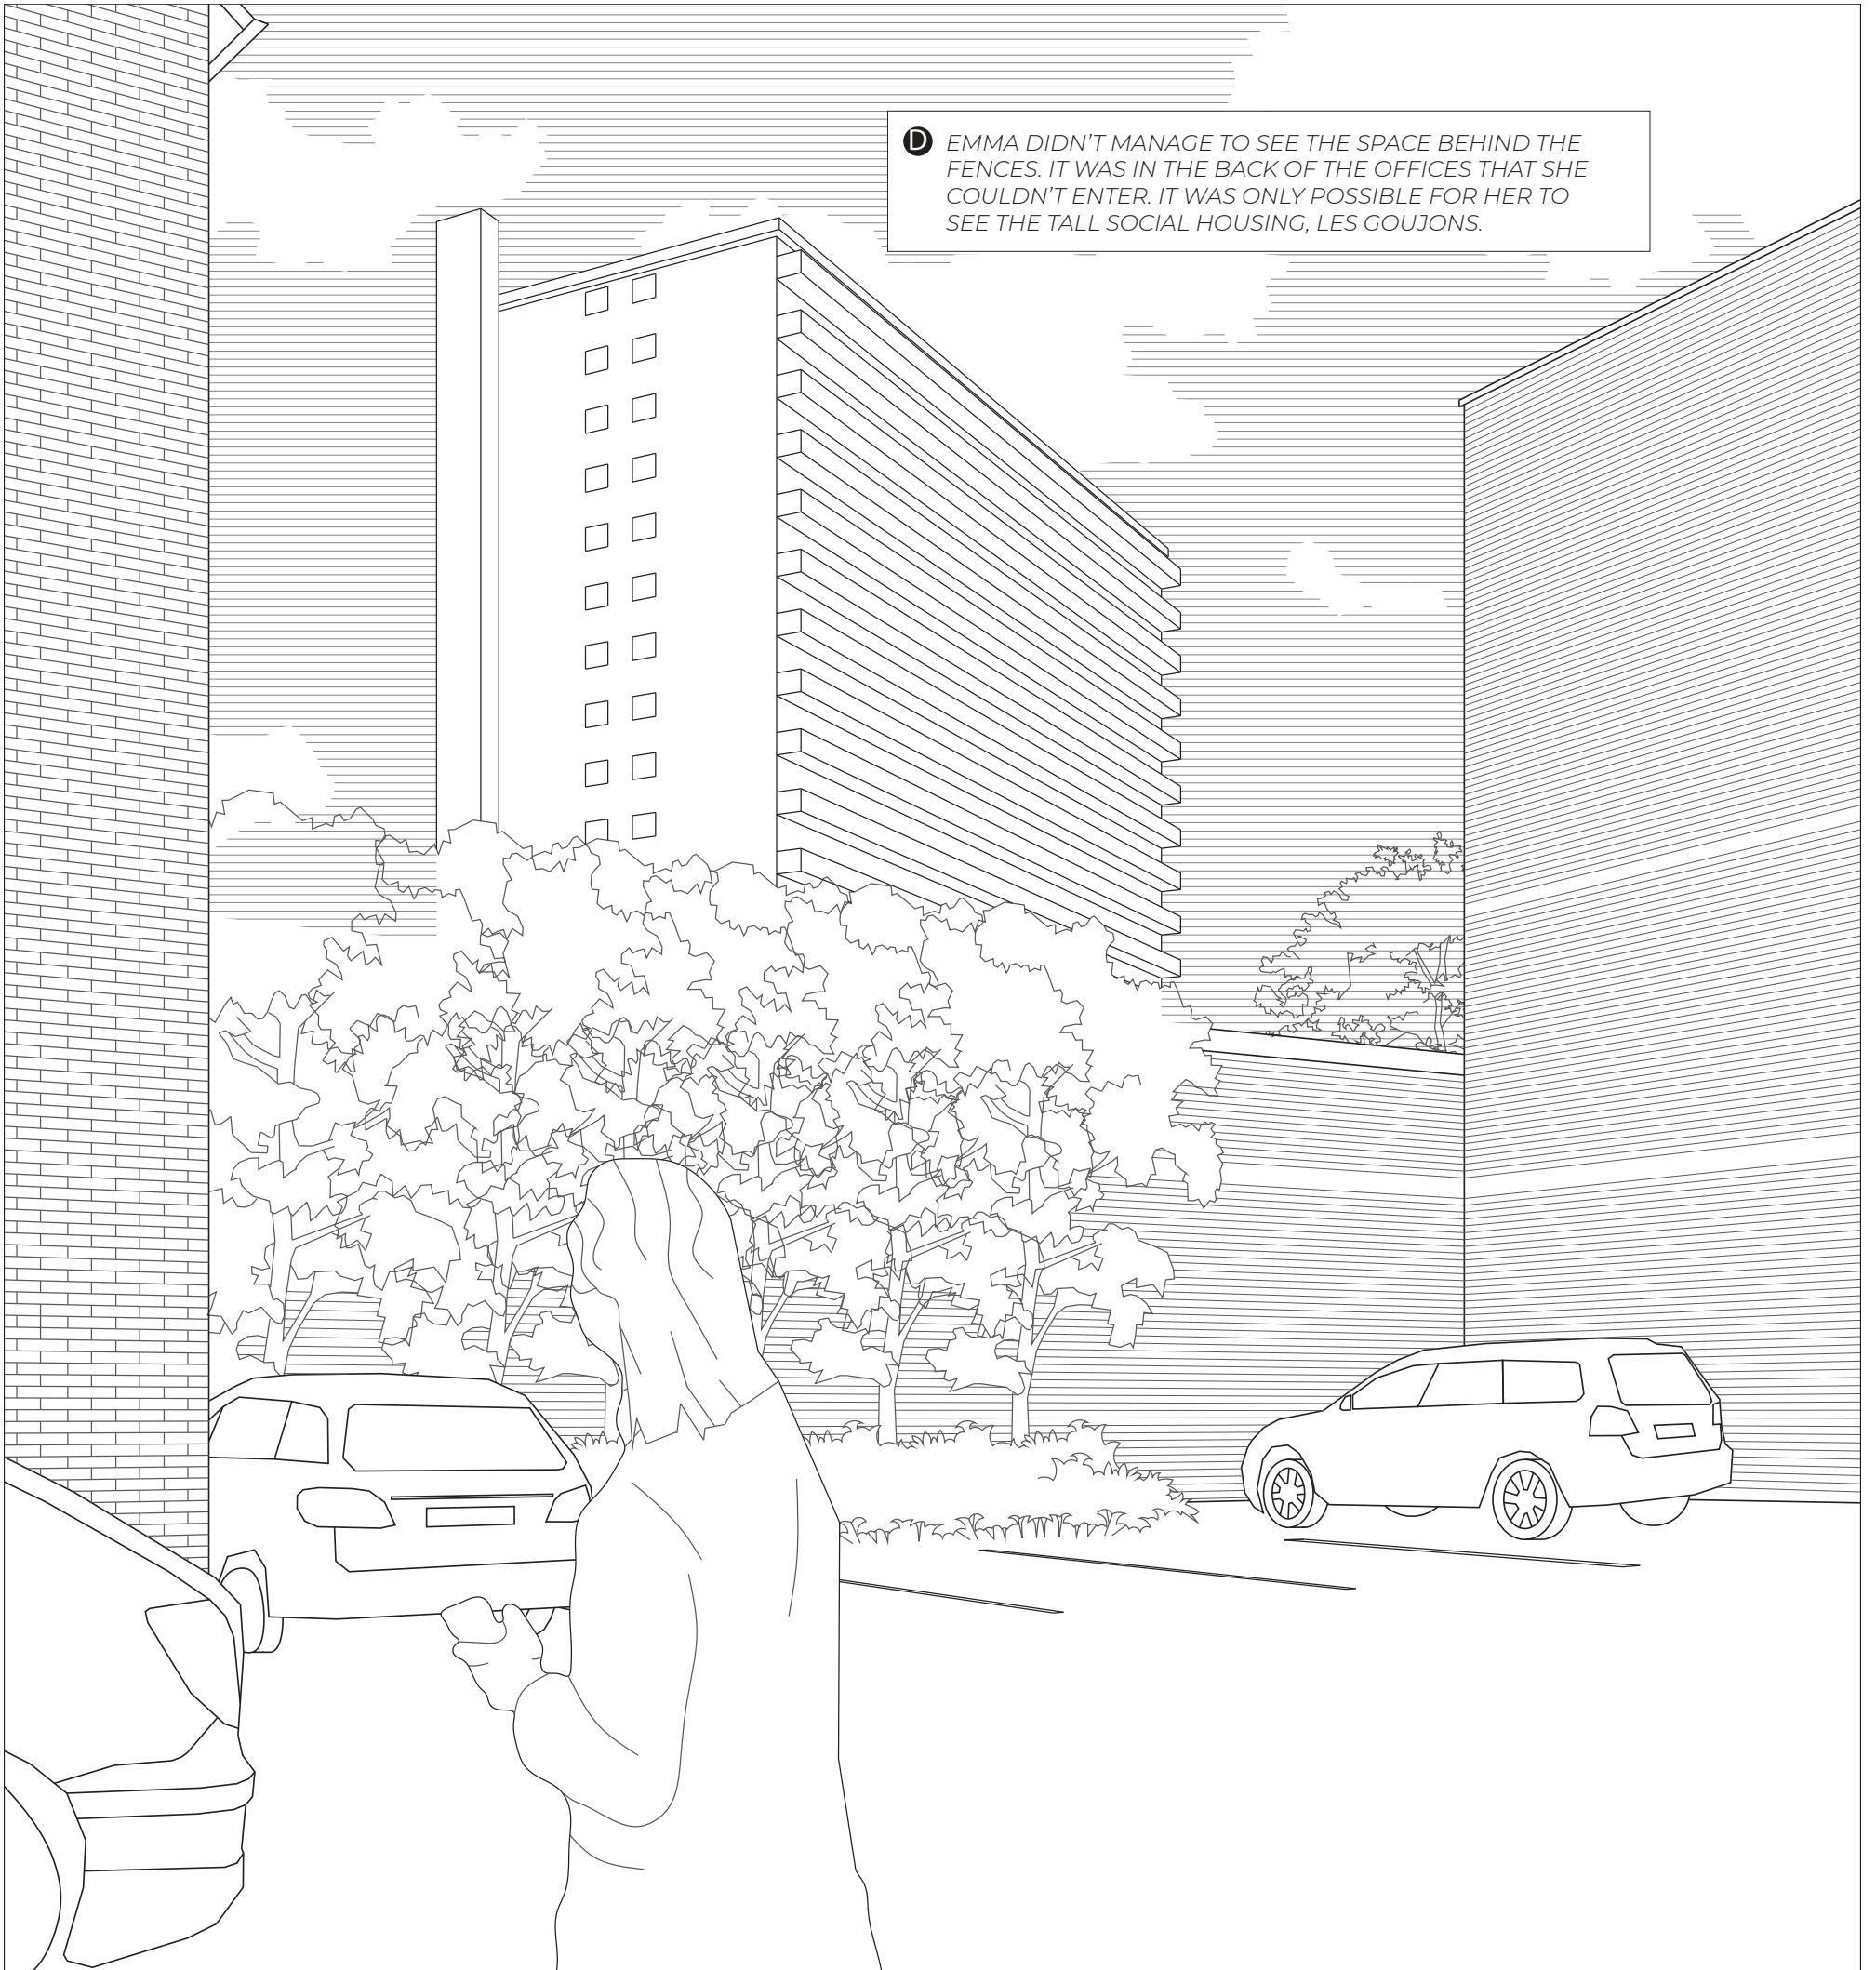 D EMMA DIDN'T MANAGE TO SEE THE SPACE BEHIND THE
FENCES. IT WAS IN THE BACK OF THE OFFICES THAT SHE
COULDN'T ENTER. IT WAS ONLY POSSIBLE FOR HER TO
SEE THE TALL SOCIAL HOUSING, LES GOUJONS.